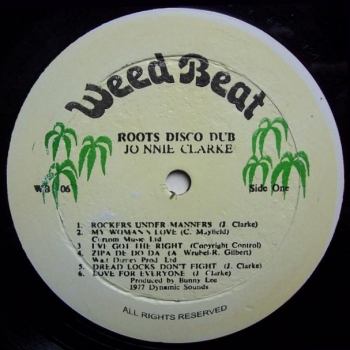 Weed Beat
ROOTS DISCO DUB
JO NNIE CLARKE
06
Side One
1. ROCKERS UNDER MANNERS (J. Clarke)
2. MY WOMAN'S LOVE (C. Mayfield)
Curtom Music Ltd
3. I'VE GOT THE RIGHT (Copyright Control)
4. ZIPA DE DO DA (A Wrubel-R. Gilbert)
Walt Disney Prod Ltd
5. DREAD LOCKS DON'T FIGHT (J. Clarke)
6. LOVE FOR EVERYONE (J. Clarke)
Produced by Bunny Lee
1977 Dynamic Sounds
ALL RIGHTS RESERVED